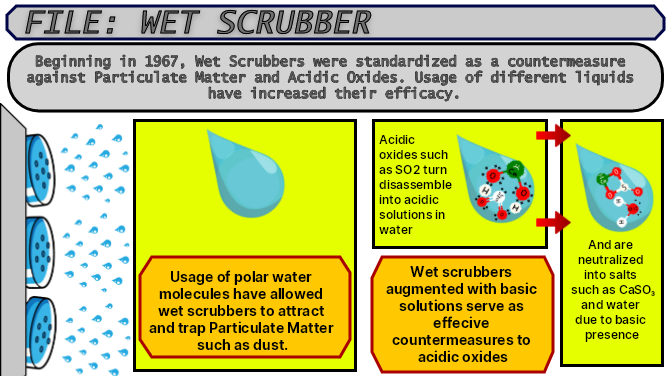 FILE: WET SCRUBBER
Beginning in 1967, Wet Scrubbers were standardized as a countermeasure
against Particulate Matter and Acidic Oxides. Usage of different liquids
have increased their efficacy.
Usage of polar water
molecules have allowed
wet scrubbers to attract
and trap Particulate Matter
such as dust.
Acidic
oxides such
as SO2 turn
disassemble
into acidic
solutions in
water
Wet scrubbers
augmented with basic
solutions serve as
effecive
countermeasures to
acidic oxides
And are
neutralized
into salts
such as CaSO₃
and water
due to basic
presence